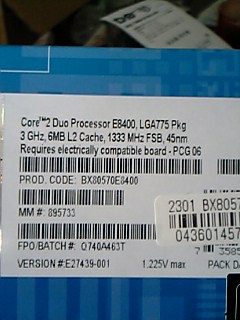 Core™2 Duo Processor E8400, LGA775 Pkg
3 GHz, 6MB L2 Cache, 1333 MHz FSB, 45nm
Requires electrically compatible board - PCG 06
PROD. CODE: BX80570E8400
2301 BX8057
MM #: 895733
043601457
FPO/BATCH #: Q740A463T
7 3585
VERSION #:E27439-001 1.225V max PACK DA